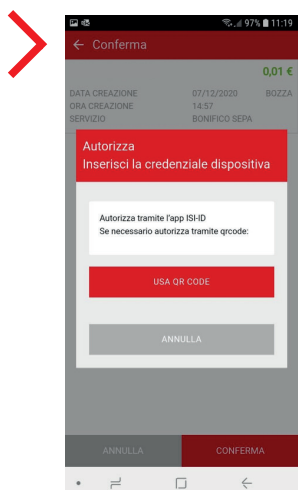 97% 11:19
Conferma
0,01 €
DATA CREAZIONE 07/12/2020 BOZZA
ORA CREAZIONE 14:57
SERVIZIO BONIFICO SEPA
Autorizza
Inserisci la credenziale dispositiva
Autorizza tramite l'app ISI-ID
Se necessario autorizza tramite qrcode:
USA QR CODE
ANNULLA
ANNULLA CONFERMA